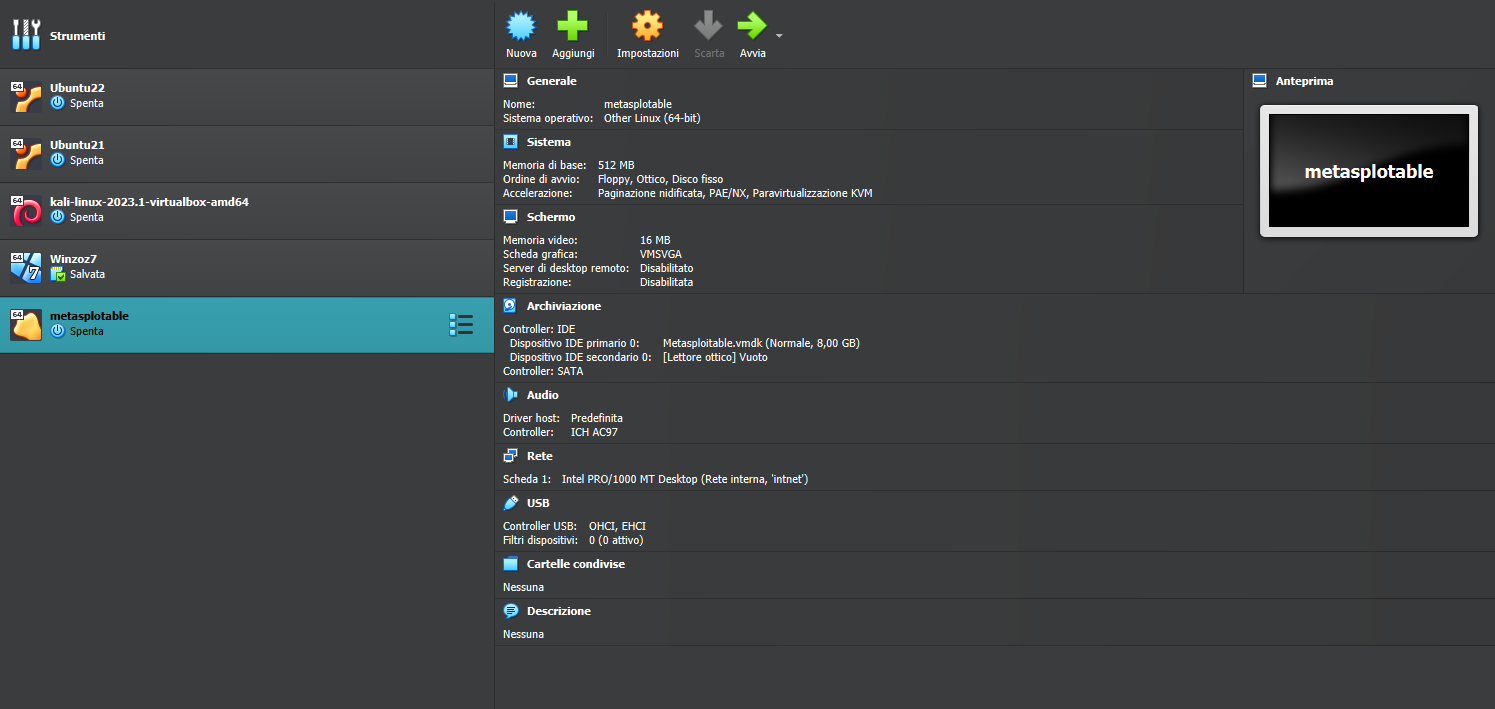 Strumenti
Nuova Aggiungi Impostazioni Scarta Avvia
64 Ubuntu22
Spenta
64 Ubuntu21
Spenta
64 kali-linux-2023.1-virtualbox-amd64
Spenta
64 Winzoz7
7 Salvata
64 metasplotable
Spenta
Generale
Nome: metasplotable
Sistema operativo: Other Linux (64-bit)
Sistema
Memoria di base: 512 MB
Ordine di avvio: Floppy, Ottico, Disco fisso
Accelerazione: Paginazione nidificata, PAE/NX, Paravirtualizzazione KVM
Schermo
Memoria video: 16 MB
Scheda grafica: VMSVGA
Server di desktop remoto: Disabilitato
Registrazione: Disabilitata
Archiviazione
Controller: IDE
Dispositivo IDE primario 0: Metasploitable.vmdk (Normale, 8,00 GB)
Dispositivo IDE secondario 0: [Lettore ottico] Vuoto
Controller: SATA
Audio
Driver host: Predefinita
Controller: ICH AC97
Rete
Scheda 1: Intel PRO/1000 MT Desktop (Rete interna, 'intnet')
USB
Controller USB: OHCI, EHCI
Filtri dispositivi: 0 (0 attivo)
Cartelle condivise
Nessuna
Descrizione
Nessuna
Anteprima
metasplotable